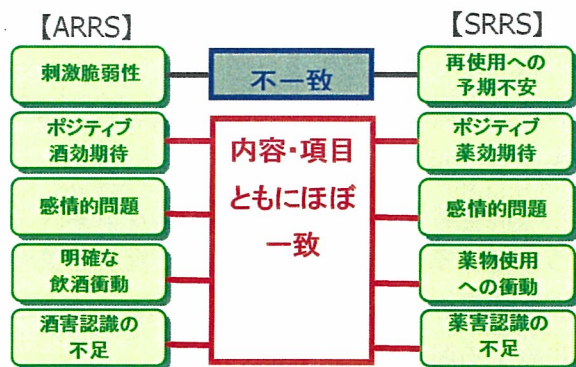 【ARRS】
【SRRS】
刺激脆弱性
不一致
再使用への
予期不安
ポジティブ
酒効期待
内容・項目
ともにほぼ
一致
ポジティブ
薬効期待
感情的問題
感情的問題
明確な
飲酒衝動
薬物使用
への衝動
酒害認識の
不足
薬害認識の
不足